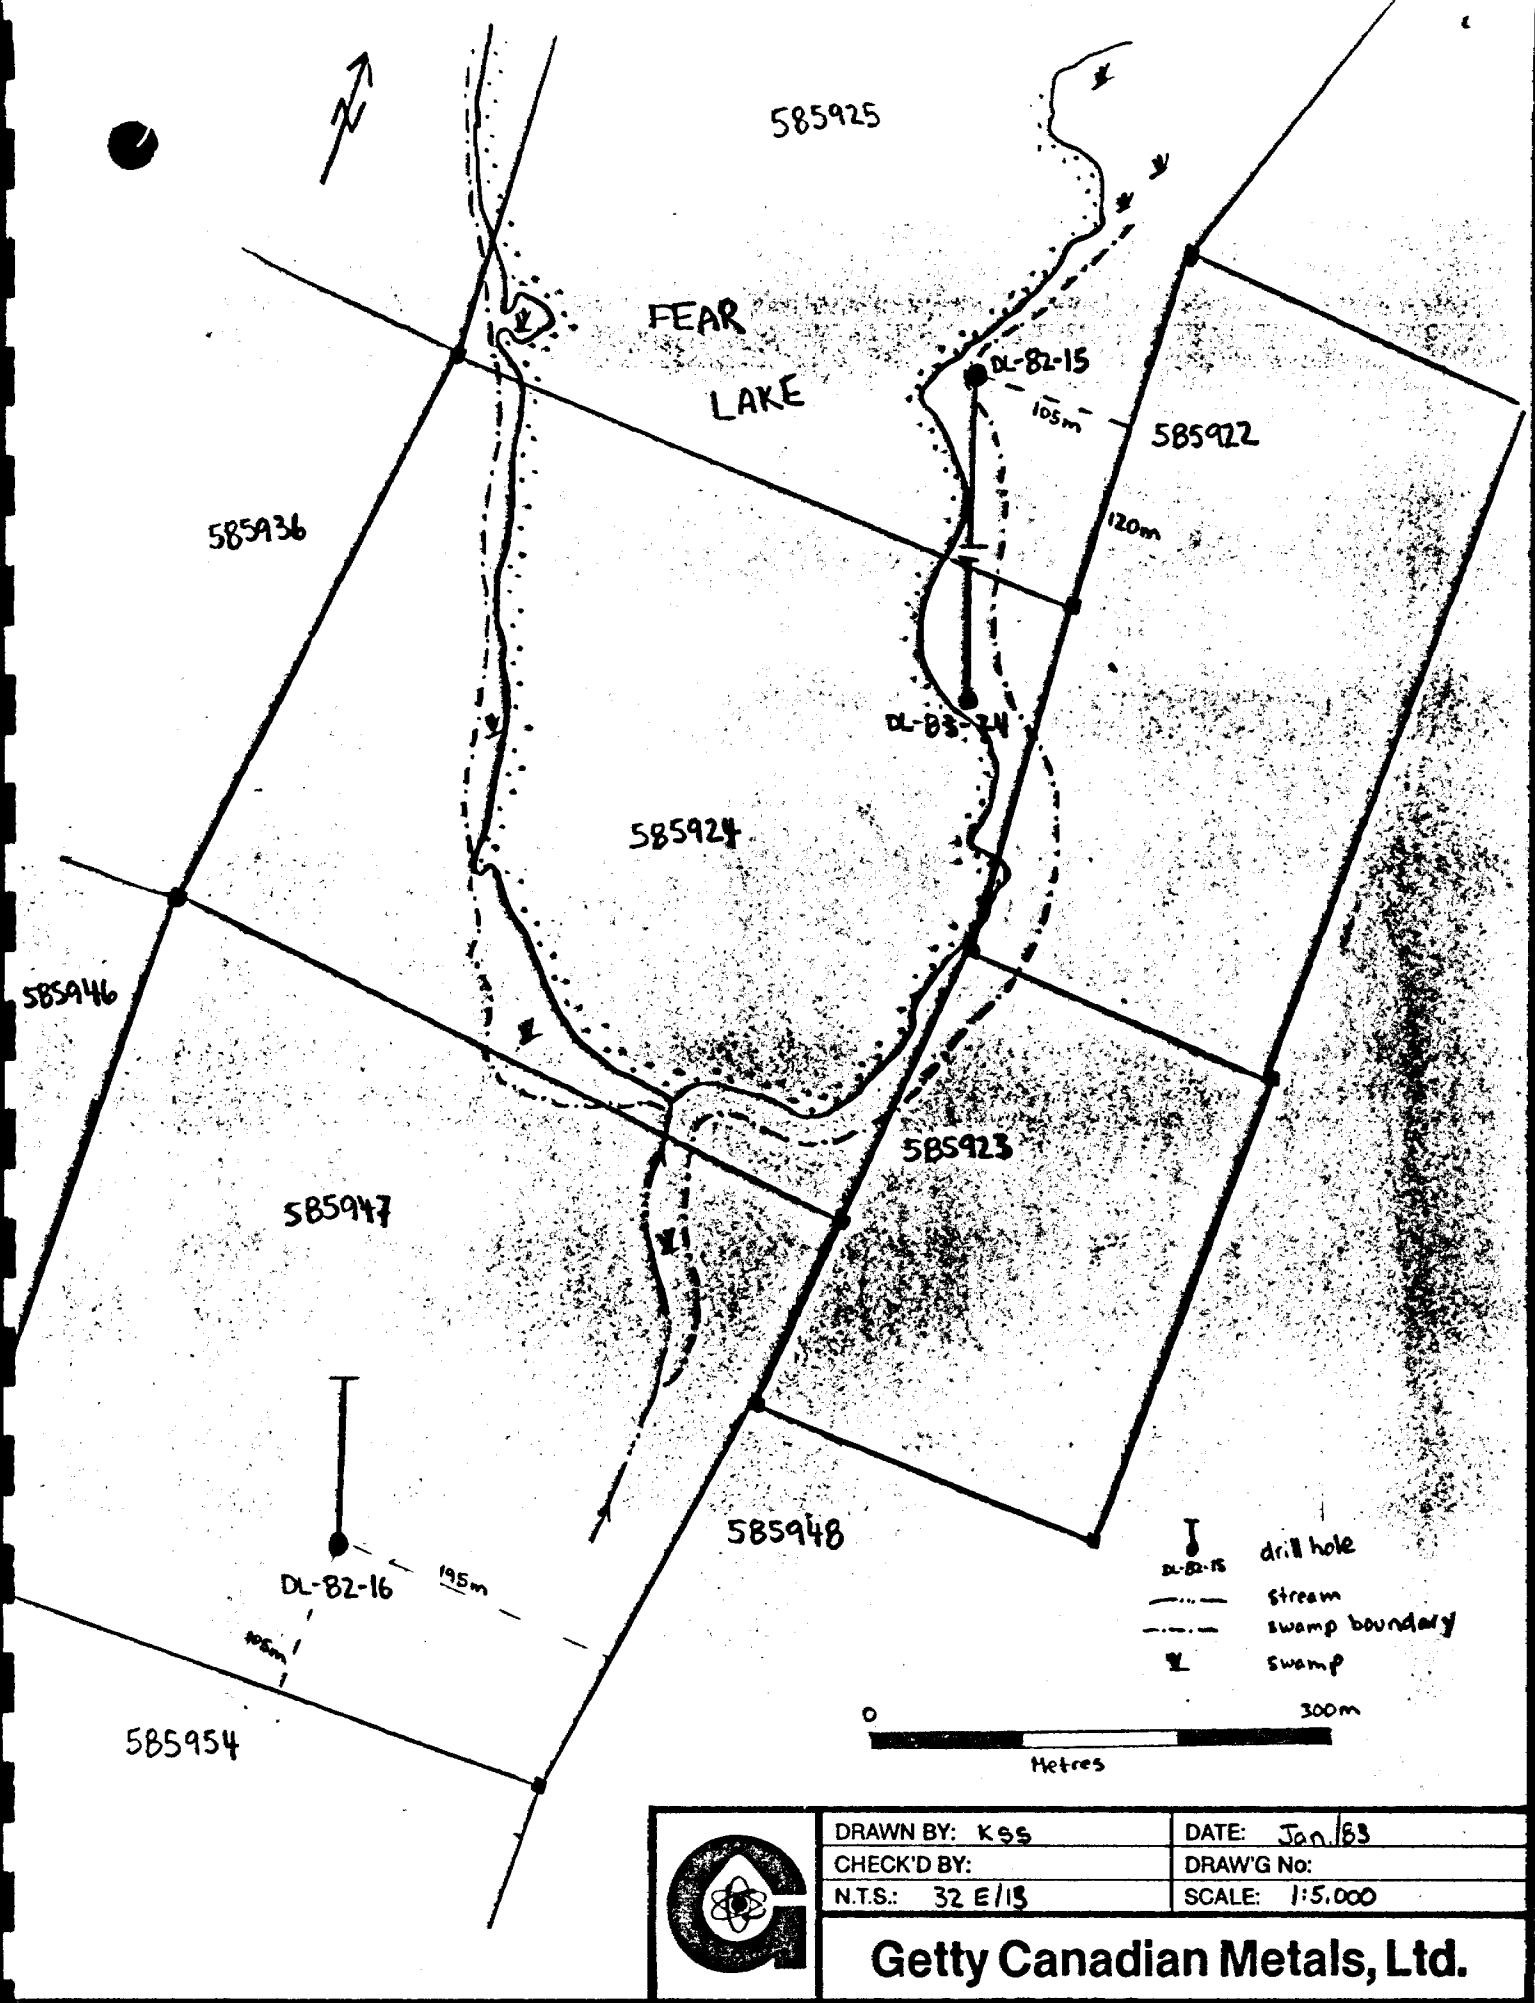 N
585925
FEAR
LAKE
DL-82-15
105m
585922
120m
585936
DL-83-24
585924
585946
585923
585947
585948
DL-82-16
195m
105m
585954
DL-82-15 drill hole
stream
swamp boundary
swamp
0 300m
Metres
DRAWN BY: KSS
DATE: Jan./83
CHECK'D BY:
DRAW'G No:
N.T.S.: 32 E/13
SCALE: 1:5,000
Getty Canadian Metals, Ltd.